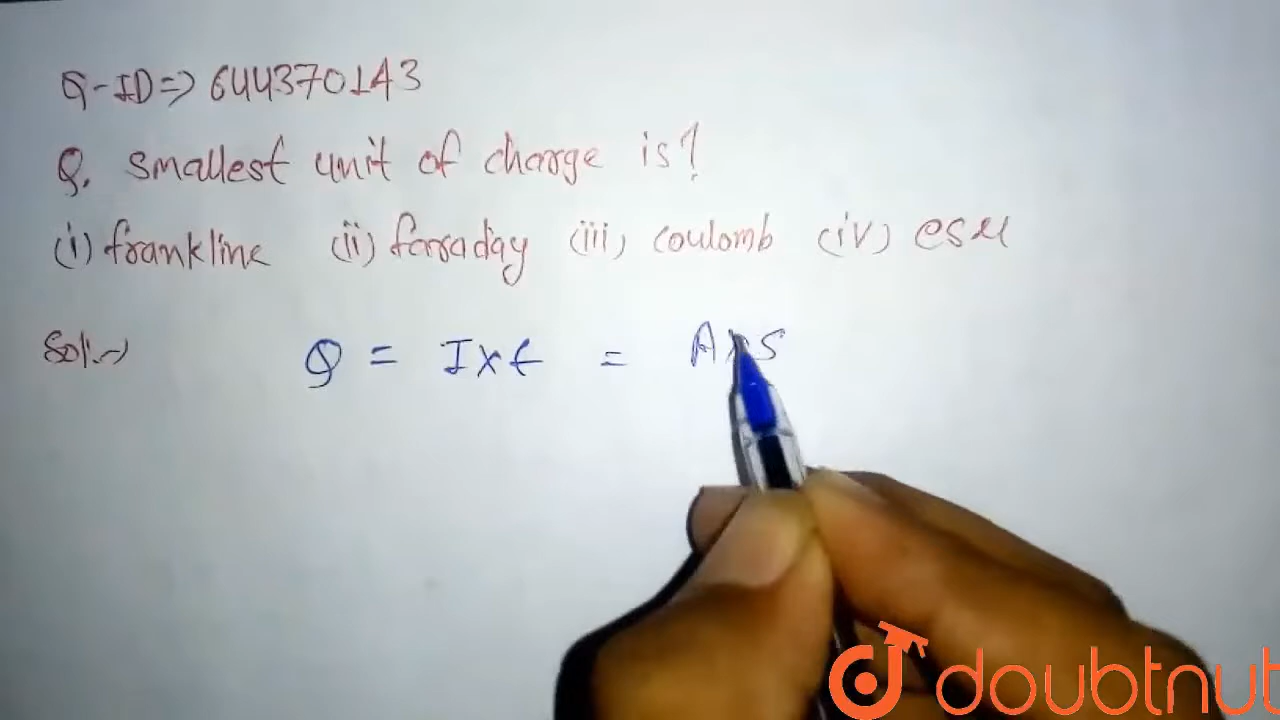 Q-ID=> 644370143
Q. Smallest unit of charge is?
(i) frankline (ii) faraday (iii) coulomb (iv) esu
Sol:->
Q = I×t = A×S
doubtnut